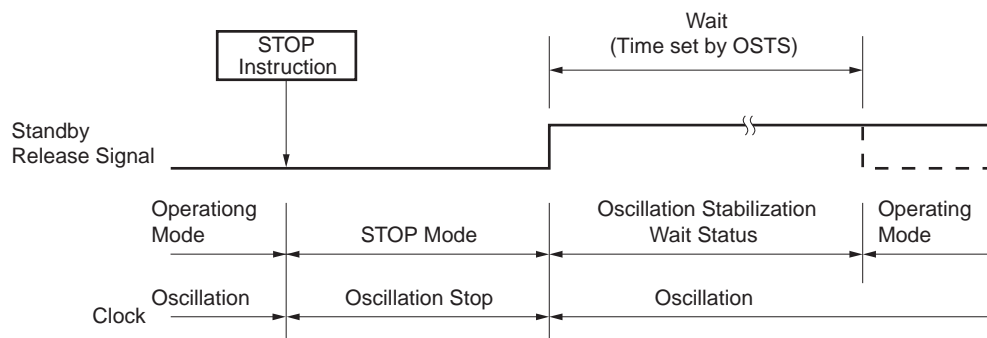 Wait
(Time set by OSTS)
STOP
Instruction
Standby
Release Signal
Operationg
Mode
STOP Mode
Oscillation Stabilization
Wait Status
Operating
Mode
Clock
Oscillation
Oscillation Stop
Oscillation